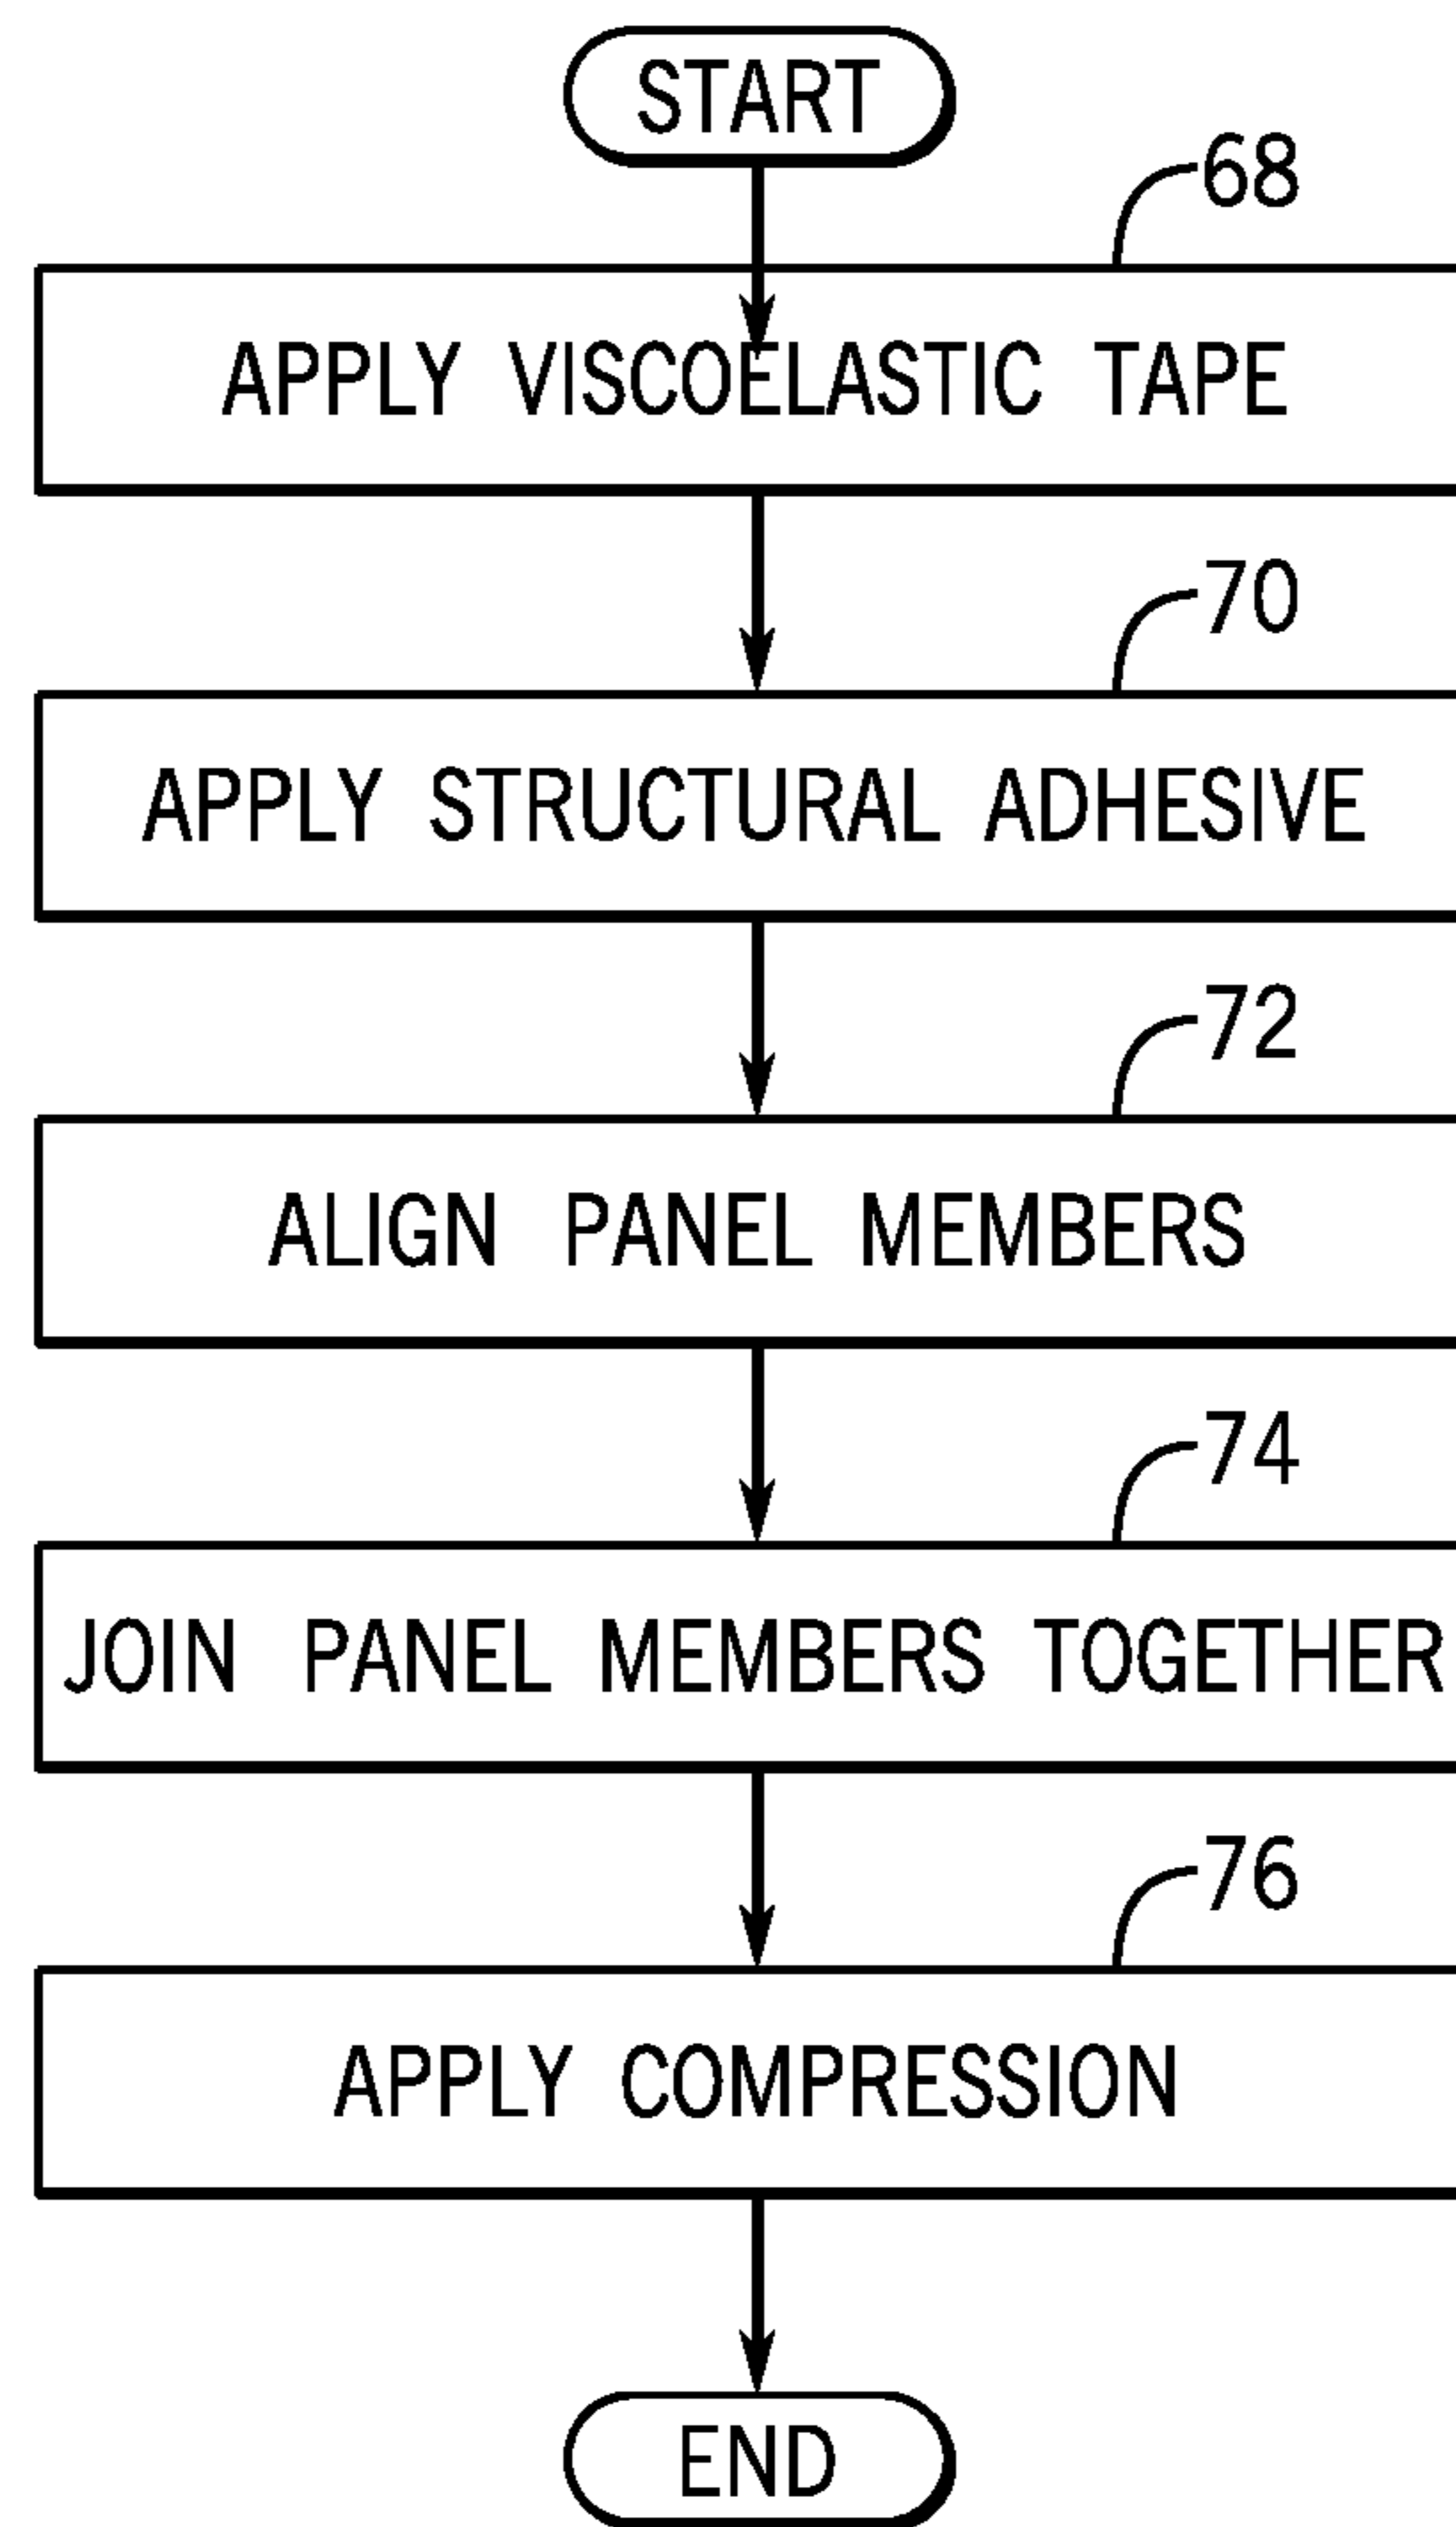 START
68
APPLY VISCOELASTIC TAPE
70
APPLY STRUCTURAL ADHESIVE
72
ALIGN PANEL MEMBERS
74
JOIN PANEL MEMBERS TOGETHER
76
APPLY COMPRESSION
END